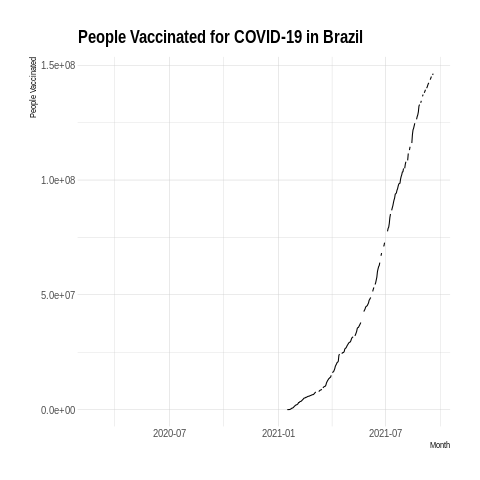 People Vaccinated for COVID-19 in Brazil
People Vaccinated
1.5e+08
1.0e+08
5.0e+07
0.0e+00
2020-07 2021-01 2021-07
Month